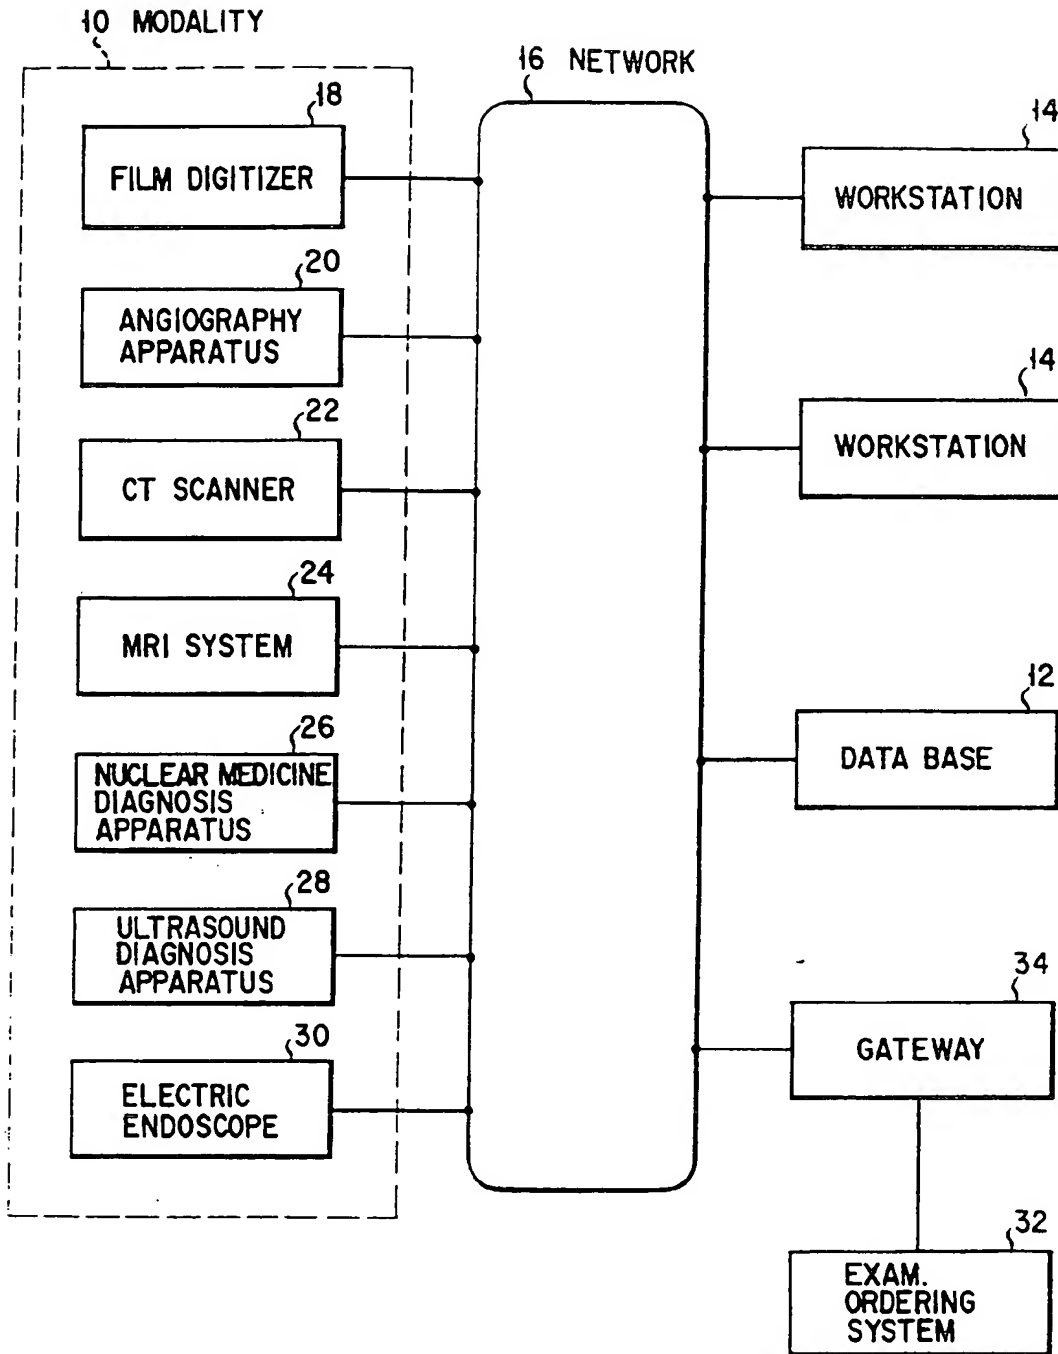 10 MODALITY
16 NETWORK
18
FILM DIGITIZER
20
ANGIOGRAPHY
APPARATUS
22
CT SCANNER
24
MRI SYSTEM
26
NUCLEAR MEDICINE
DIAGNOSIS
APPARATUS
28
ULTRASOUND
DIAGNOSIS
APPARATUS
30
ELECTRIC
ENDOSCOPE
14
WORKSTATION
14
WORKSTATION
12
DATA BASE
34
GATEWAY
32
EXAM.
ORDERING
SYSTEM